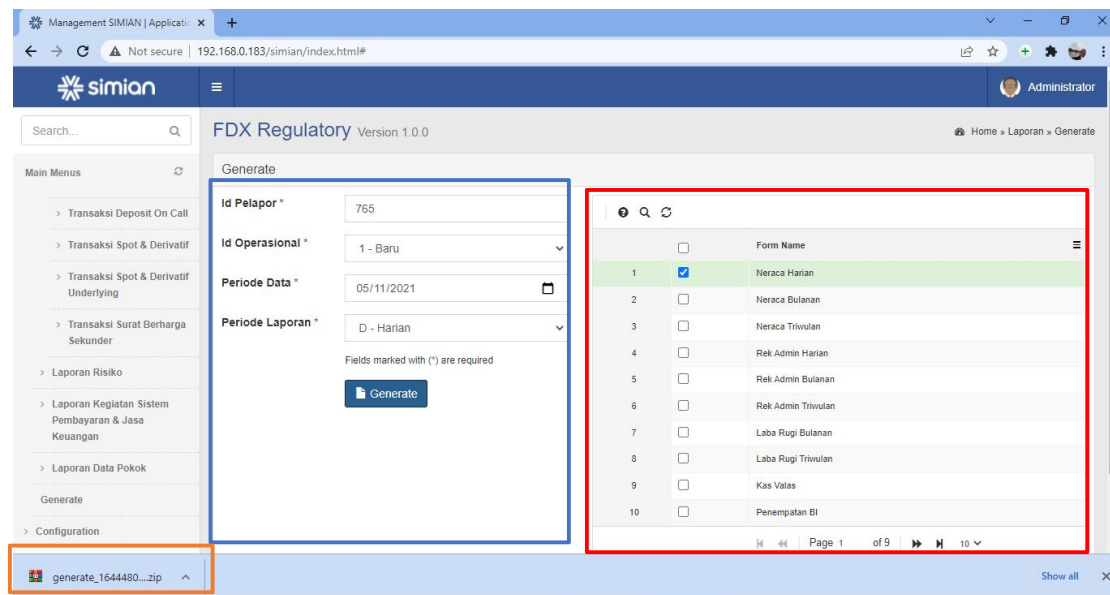 Management SIMIAN | Applicati
Not secure | 192.168.0.183/simian/index.html#
simian
Administrator
Search...
FDX Regulatory Version 1.0.0
Home » Laporan » Generate
Main Menus
> Transaksi Deposit On Call
> Transaksi Spot & Derivatif
> Transaksi Spot & Derivatif
Underlying
> Transaksi Surat Berharga
Sekunder
> Laporan Risiko
> Laporan Kegiatan Sistem
Pembayaran & Jasa
Keuangan
> Laporan Data Pokok
Generate
> Configuration
Generate
Id Pelapor *
765
Id Operasional *
1 - Baru
Periode Data *
05/11/2021
Periode Laporan *
D - Harian
Fields marked with (*) are required
Generate
Form Name
1 Neraca Harian
2 Neraca Bulanan
3 Neraca Triwulan
4 Rek Admin Harian
5 Rek Admin Bulanan
6 Rek Admin Triwulan
7 Laba Rugi Bulanan
8 Laba Rugi Triwulan
9 Kas Valas
10 Penempatan BI
Page 1 of 9 10
generate_1644480....zip
Show all